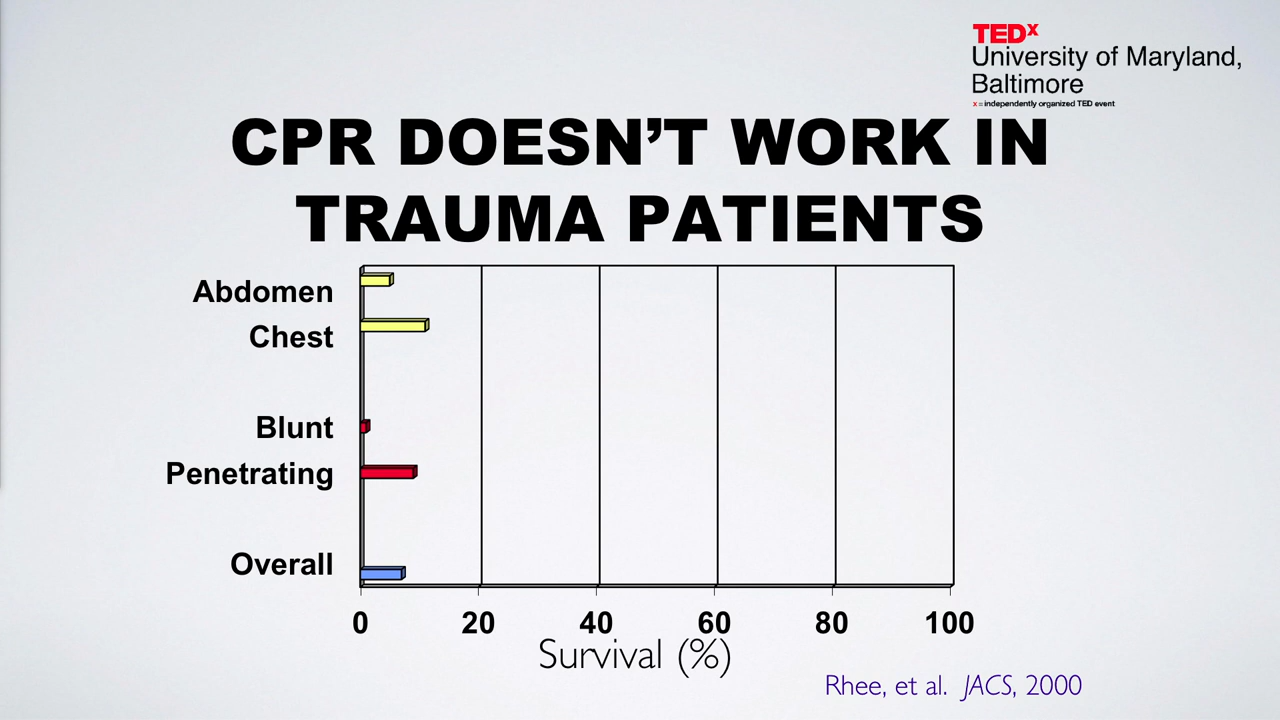 TEDx
University of Maryland,
Baltimore
x = independently organized TED event
CPR DOESN’T WORK IN
TRAUMA PATIENTS
Abdomen
Chest
Blunt
Penetrating
Overall
0 20 40 60 80 100
Survival (%)
Rhee, et al. JACS, 2000